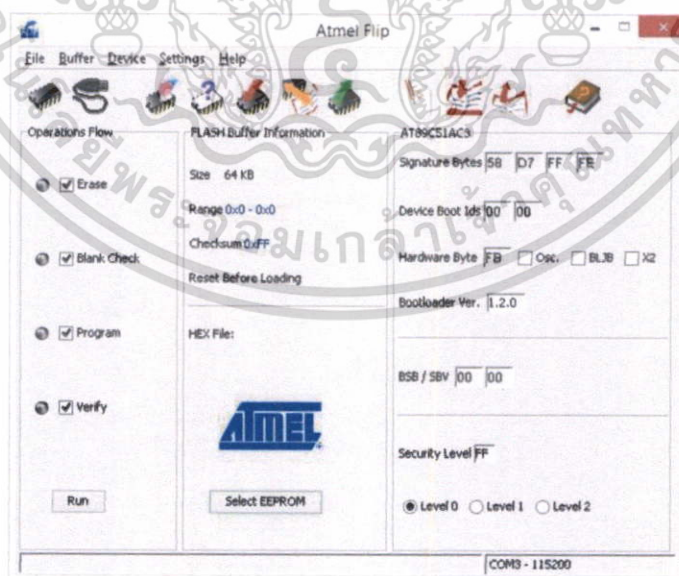 Atmel Flip
File Buffer Device Settings Help
Operations Flow
Erase
Blank Check
Program
Verify
Run
FLASH Buffer Information
Size 64 KB
Range 0x0 - 0x0
Checksum 0xFF
Reset Before Loading
HEX File:
ATMEL
Select EEPROM
AT89C51AC3
Signature Bytes 58 D7 FF FE
Device Boot Ids 00 00
Hardware Byte FB Osc. BLJB X2
Bootloader Ver. 1.2.0
BSB / SBV 00 00
Security Level FF
Level 0 Level 1 Level 2
COM3 - 115200